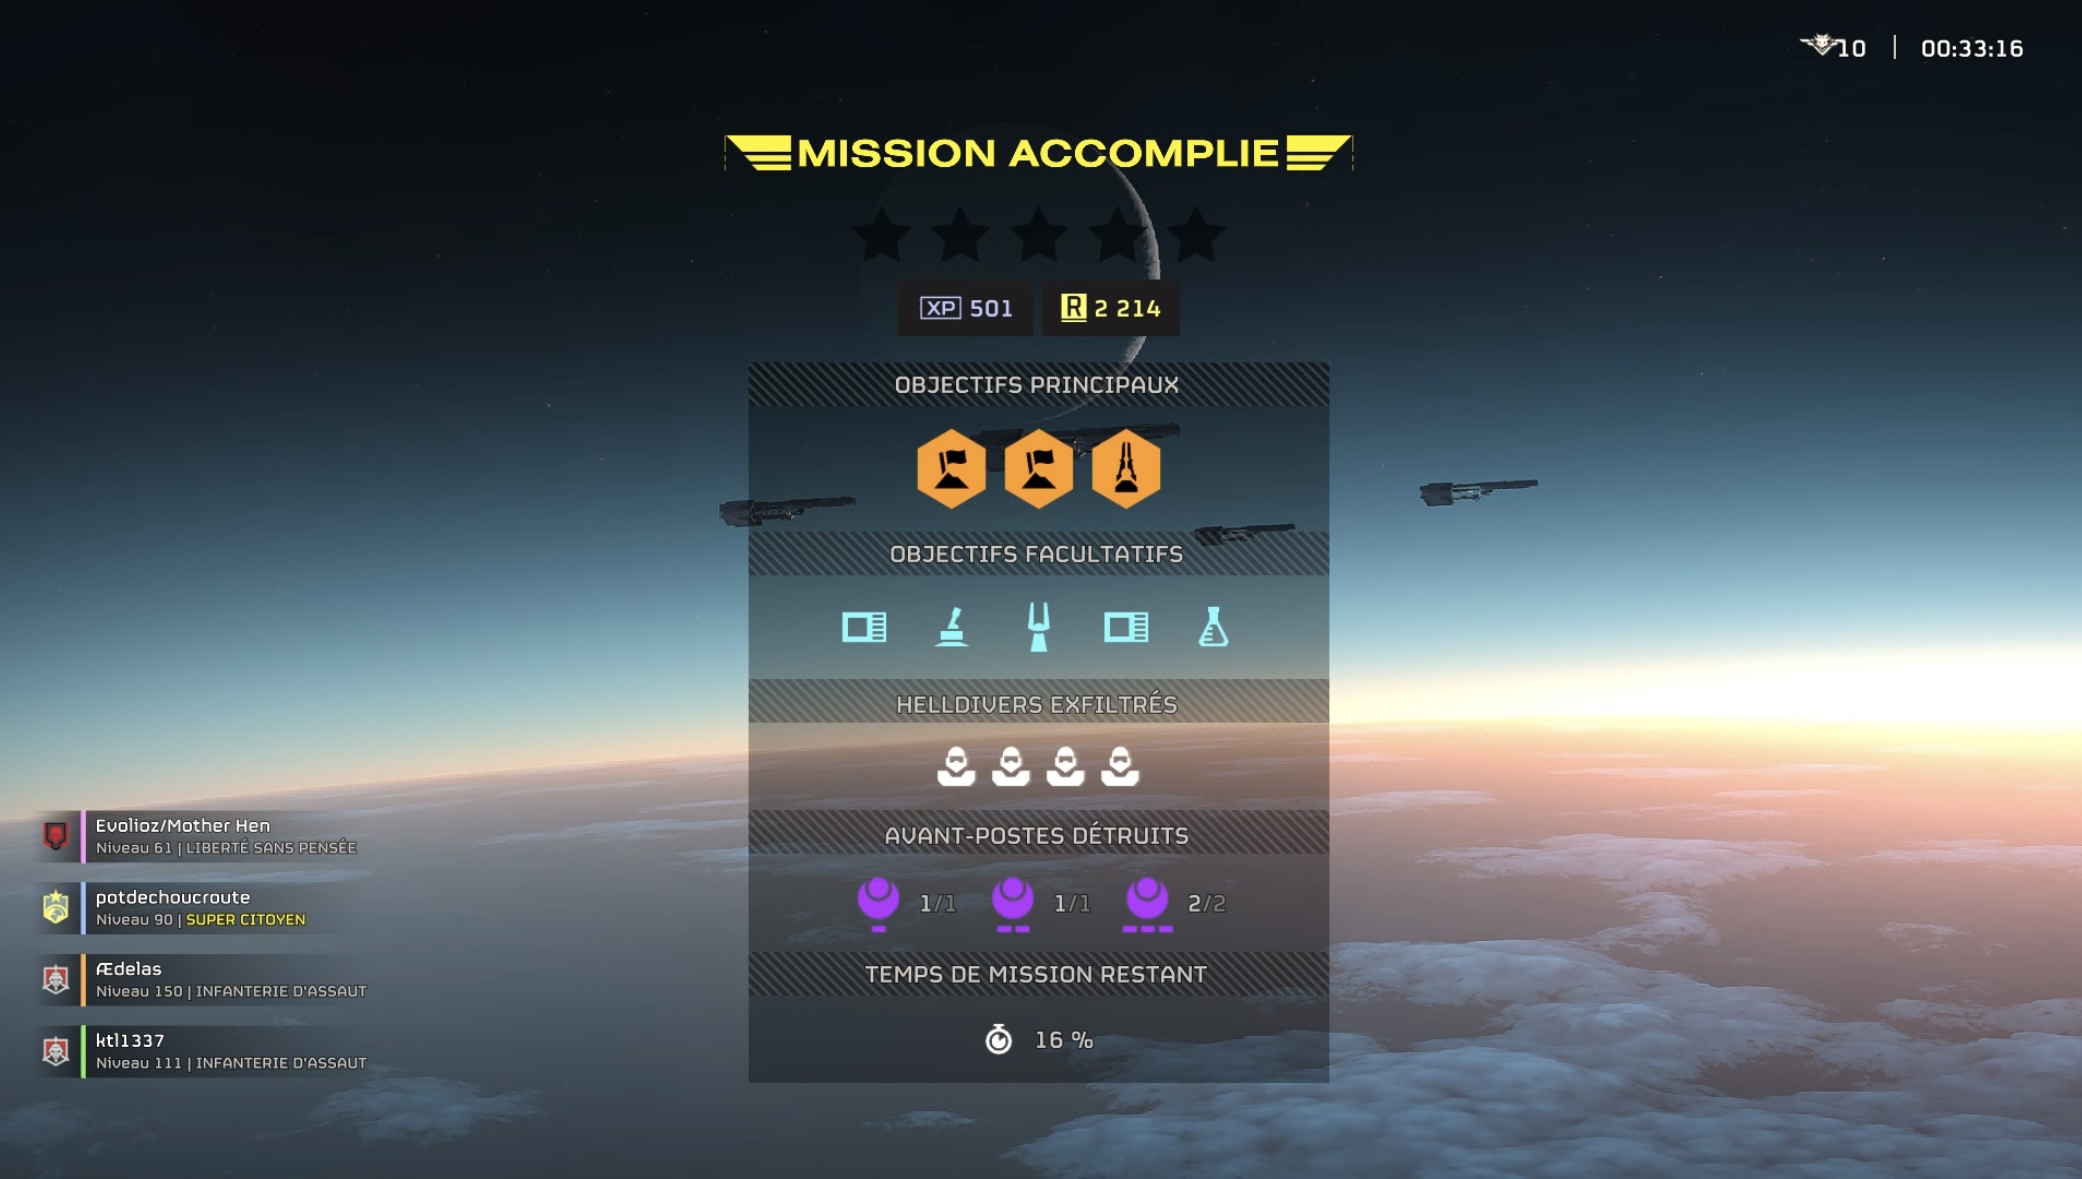 10 | 00:33:16
MISSION ACCOMPLIE
XP 501 R 2 214
OBJECTIFS PRINCIPAUX
OBJECTIFS FACULTATIFS
HELLDIVERS EXFILTRÉS
AVANT-POSTES DÉTRUITS
1/1 1/1 2/2
TEMPS DE MISSION RESTANT
16 %
Evolioz/Mother Hen
Niveau 61 | LIBERTÉ SANS PENSÉE
potdechoucroute
Niveau 90 | SUPER CITOYEN
Ædelas
Niveau 150 | INFANTERIE D'ASSAUT
ktl1337
Niveau 111 | INFANTERIE D'ASSAUT